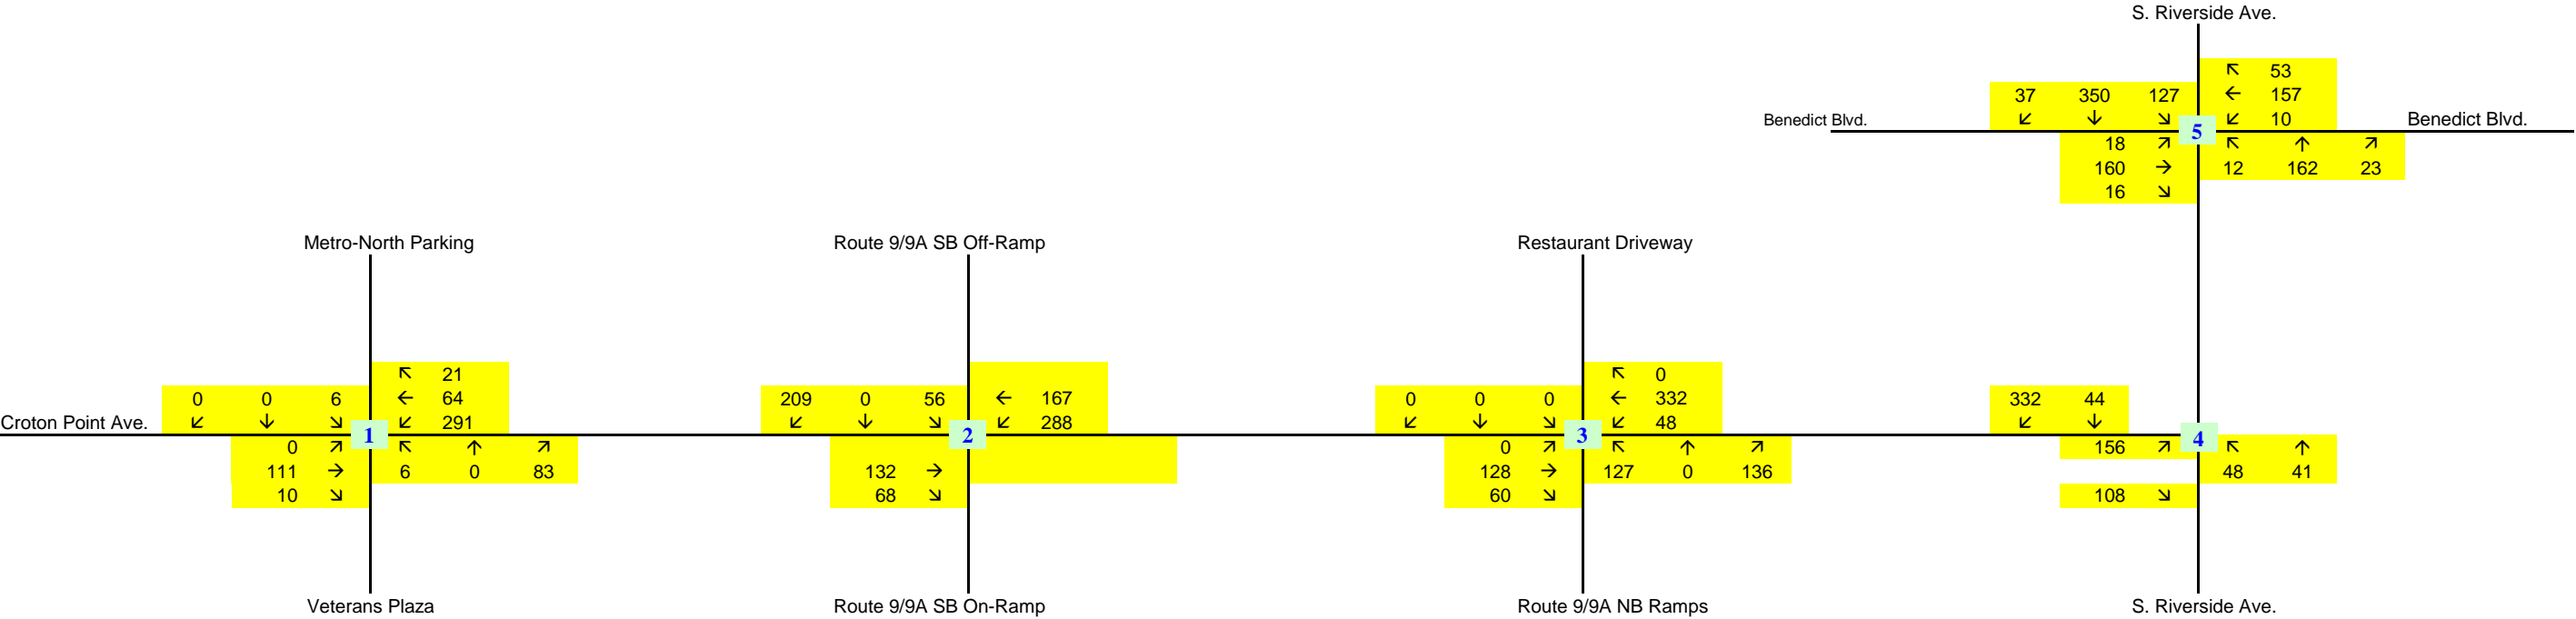 S. Riverside Ave.
↖ 53
37 350 127 ← 157
Benedict Blvd. ↙ ↓ ↘ ↙ 10 Benedict Blvd.
5
18 ↗ ↖ ↑ ↗
160 → 12 162 23
16 ↘
Metro-North Parking Route 9/9A SB Off-Ramp Restaurant Driveway
↖ 21 ↖ 0
0 0 6 ← 64 209 0 56 ← 167 0 0 0 ← 332 332 44
Croton Point Ave. ↙ ↓ ↘ ↙ 291 ↙ ↓ ↘ ↙ 288 ↙ ↓ ↘ ↙ 48 ↙ ↓
1 2 3 4
0 ↗ ↖ ↑ ↗ 0 ↗ ↖ ↑ ↗ 156 ↗ ↖ ↑
111 → 6 0 83 132 → 128 → 127 0 136 48 41
10 ↘ 68 ↘ 60 ↘ 108 ↘
Veterans Plaza Route 9/9A SB On-Ramp Route 9/9A NB Ramps S. Riverside Ave.